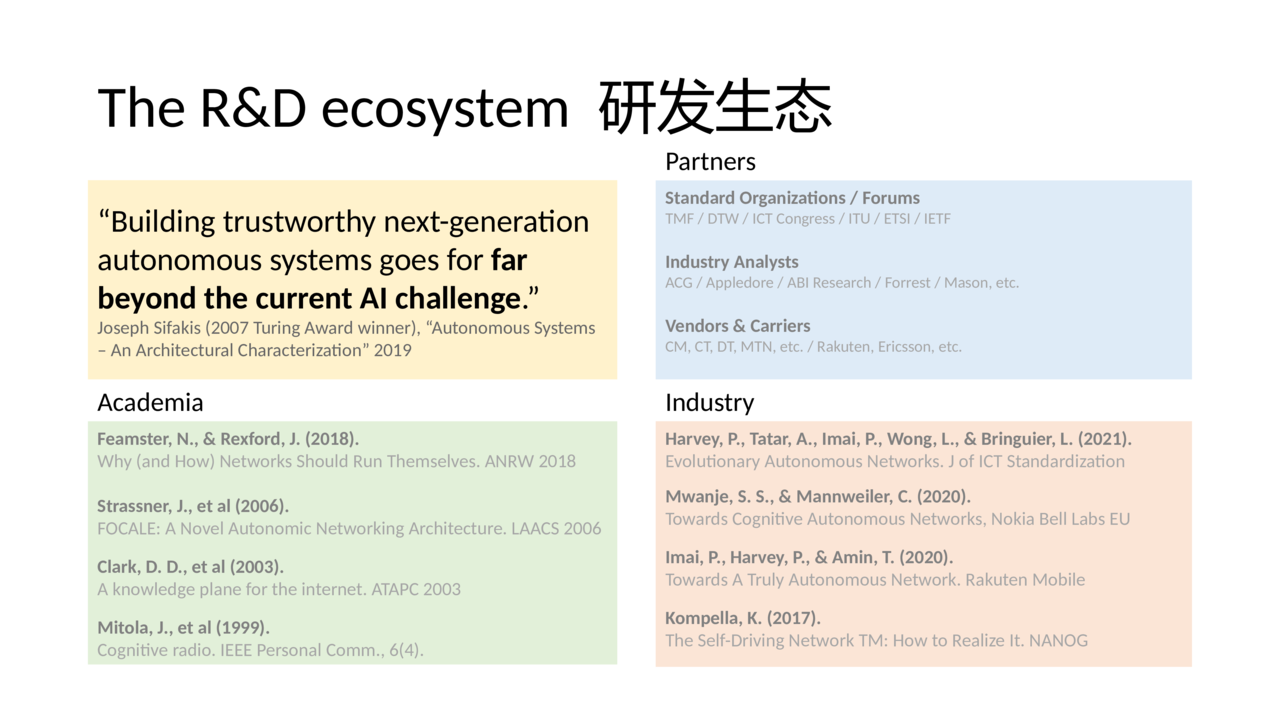 The R&D ecosystem 研发生态
“Building trustworthy next-generation
autonomous systems goes for far
beyond the current AI challenge.”
Joseph Sifakis (2007 Turing Award winner), “Autonomous Systems
– An Architectural Characterization” 2019
Partners
Standard Organizations / Forums
TMF / DTW / ICT Congress / ITU / ETSI / IETF
Industry Analysts
ACG / Appledore / ABI Research / Forrest / Mason, etc.
Vendors & Carriers
CM, CT, DT, MTN, etc. / Rakuten, Ericsson, etc.
Academia
Feamster, N., & Rexford, J. (2018).
Why (and How) Networks Should Run Themselves. ANRW 2018
Strassner, J., et al (2006).
FOCALE: A Novel Autonomic Networking Architecture. LAACS 2006
Clark, D. D., et al (2003).
A knowledge plane for the internet. ATAPC 2003
Mitola, J., et al (1999).
Cognitive radio. IEEE Personal Comm., 6(4).
Industry
Harvey, P., Tatar, A., Imai, P., Wong, L., & Bringuier, L. (2021).
Evolutionary Autonomous Networks. J of ICT Standardization
Mwanje, S. S., & Mannweiler, C. (2020).
Towards Cognitive Autonomous Networks, Nokia Bell Labs EU
Imai, P., Harvey, P., & Amin, T. (2020).
Towards A Truly Autonomous Network. Rakuten Mobile
Kompella, K. (2017).
The Self-Driving Network TM: How to Realize It. NANOG